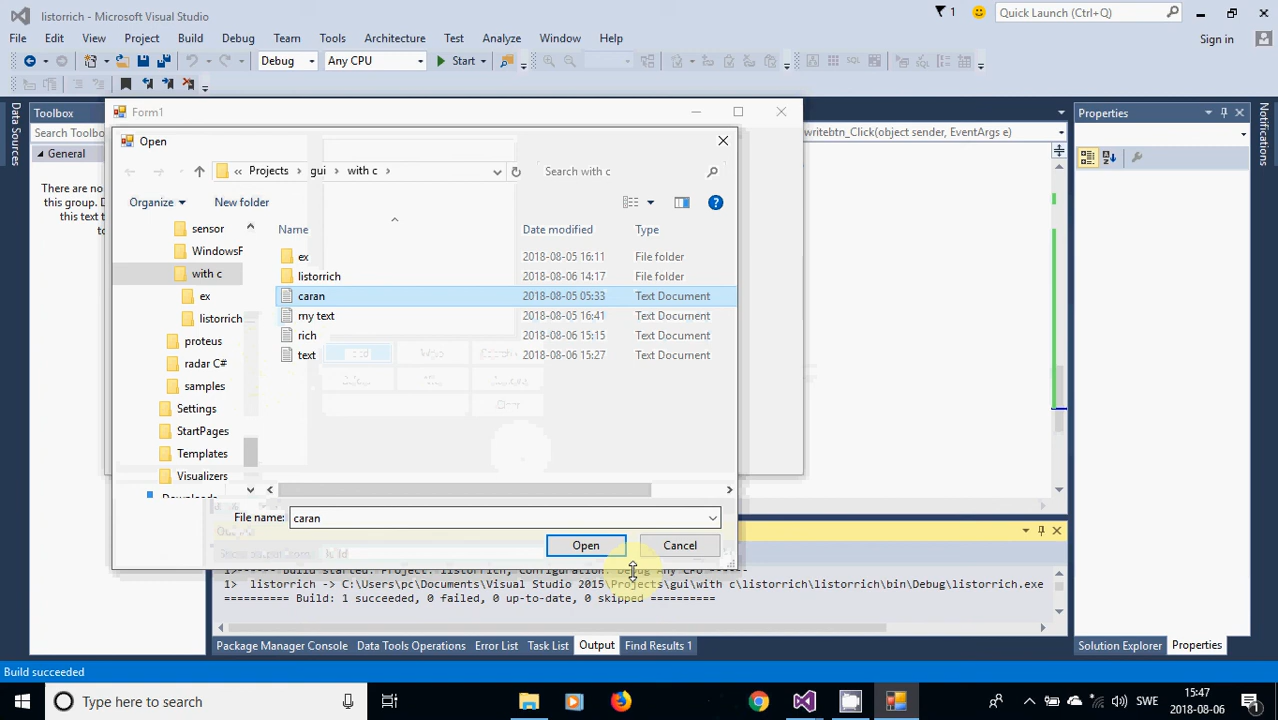 listorrich - Microsoft Visual Studio
1
Quick Launch (Ctrl+Q)
File Edit View Project Build Debug Team Tools Architecture Test Analyze Window Help
Sign in
Debug Any CPU Start
Data Sources
Toolbox
Form1
Properties
Notifications
Search Toolbo
writebtn_Click(object sender, EventArgs e)
Open
General
Projects gui with c
Search with c
There are no
this group. D
this text t
to
Organize New folder
?
sensor
Name Date modified Type
WindowsF
ex 2018-08-05 16:11 File folder
with c
listorrich 2018-08-06 14:17 File folder
ex
caran 2018-08-05 05:33 Text Document
listorrich
my text 2018-08-05 16:41 Text Document
proteus
rich 2018-08-06 15:15 Text Document
radar C#
text 2018-08-06 15:27 Text Document
samples
Settings
StartPages
Templates
Visualizers
File name: caran
Open Cancel
1> listorrich -> C:\Users\pc\Documents\Visual Studio 2015\Projects\gui\with c\listorrich\listorrich\bin\Debug\listorrich.exe
========== Build: 1 succeeded, 0 failed, 0 up-to-date, 0 skipped ==========
Package Manager Console Data Tools Operations Error List Task List Output Find Results 1
Solution Explorer Properties
Build succeeded
Type here to search
SWE
15:47
2018-08-06
1